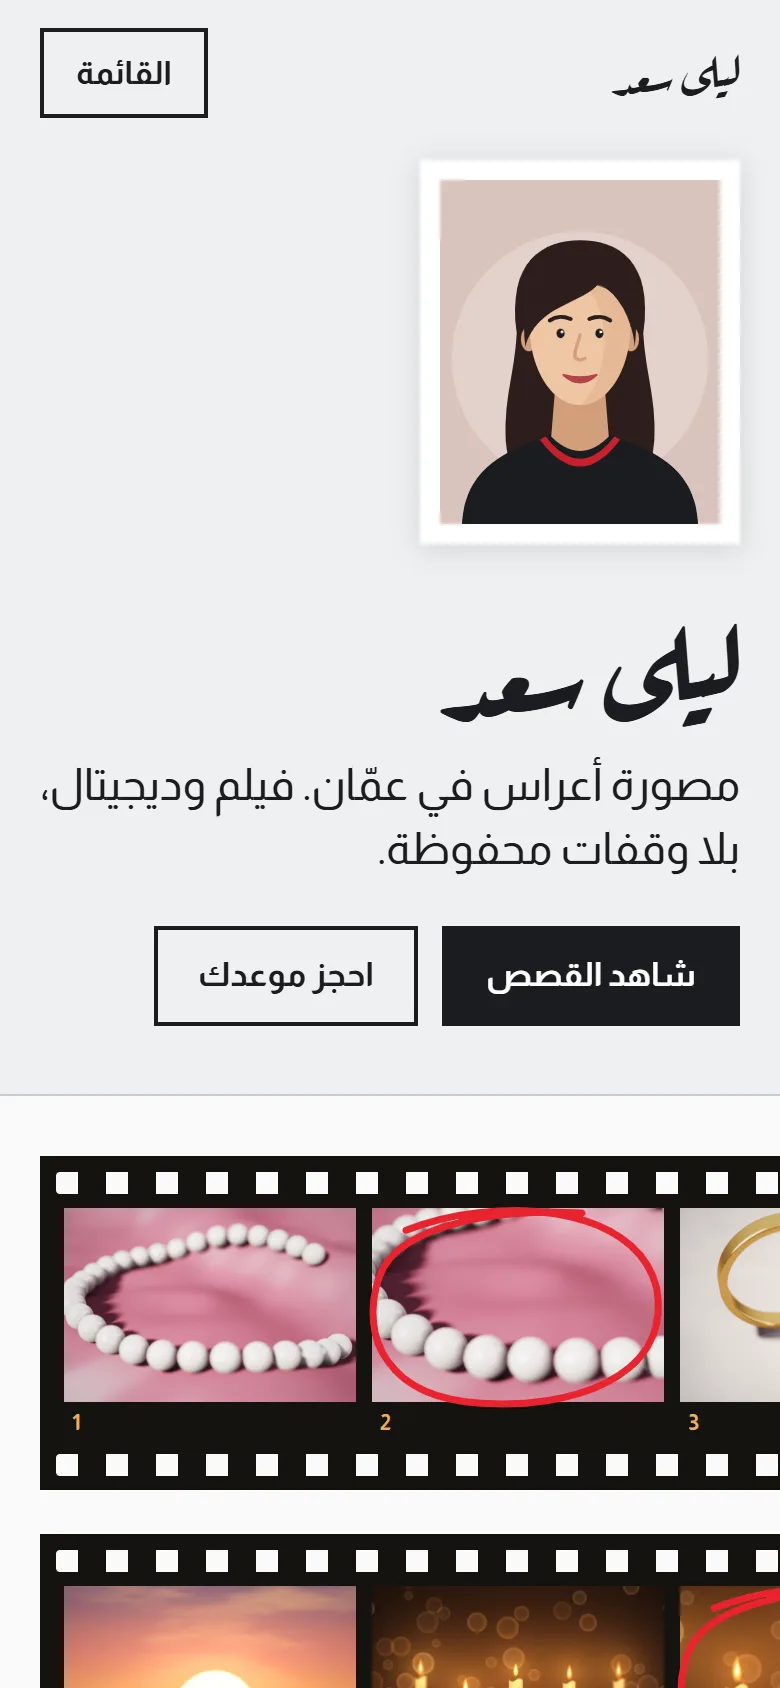 ليلى سعد
القائمة
ليلى سعد
مصورة أعراس في عمّان. فيلم وديجيتال،
بلا وقفات محفوظة.
شاهد القصص
احجز موعدك
1
2
3